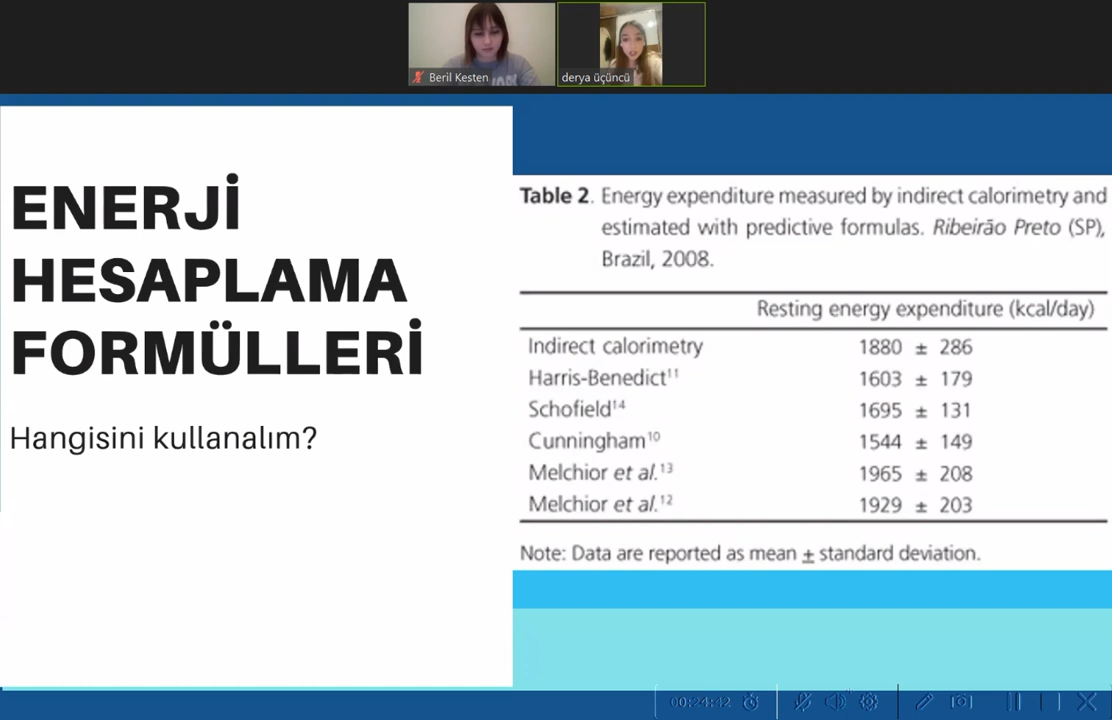 Beril Kesten
derya üçüncü
ENERJİ
HESAPLAMA
FORMÜLLERİ
Hangisini kullanalım?
Table 2. Energy expenditure measured by indirect calorimetry and
estimated with predictive formulas. Ribeirão Preto (SP),
Brazil, 2008.
Resting energy expenditure (kcal/day)
Indirect calorimetry 1880 ± 286
Harris-Benedict¹¹ 1603 ± 179
Schofield¹⁴ 1695 ± 131
Cunningham¹⁰ 1544 ± 149
Melchior et al.¹³ 1965 ± 208
Melchior et al.¹² 1929 ± 203
Note: Data are reported as mean ± standard deviation.
00:24:42